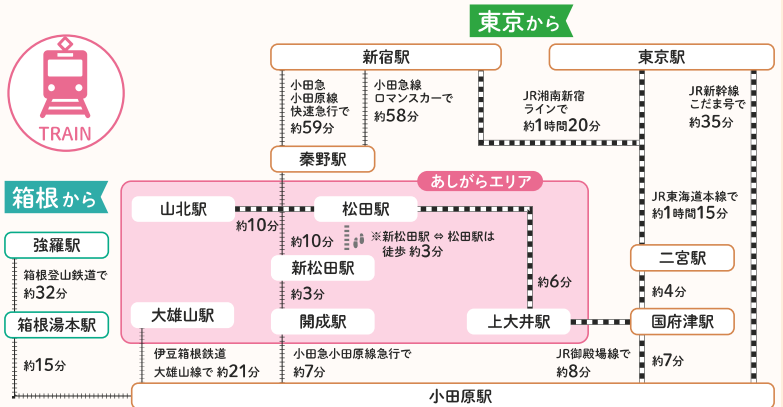 東京から
新宿駅
東京駅
TRAIN
小田急
小田原線
快速急行で
約59分
小田急線
ロマンスカーで
約58分
JR湘南新宿
ラインで
約1時間20分
JR新幹線
こだま号で
約35分
秦野駅
あしがらエリア
箱根から
山北駅
約10分
松田駅
JR東海道本線で
約1時間15分
強羅駅
約10分
※新松田駅 ⇔ 松田駅は
徒歩 約3分
二宮駅
箱根登山鉄道で
約32分
新松田駅
約3分
約6分
約4分
箱根湯本駅
大雄山駅
開成駅
上大井駅
国府津駅
約15分
伊豆箱根鉄道
大雄山線で 約21分
小田急小田原線急行で
約7分
JR御殿場線で
約8分
約7分
小田原駅